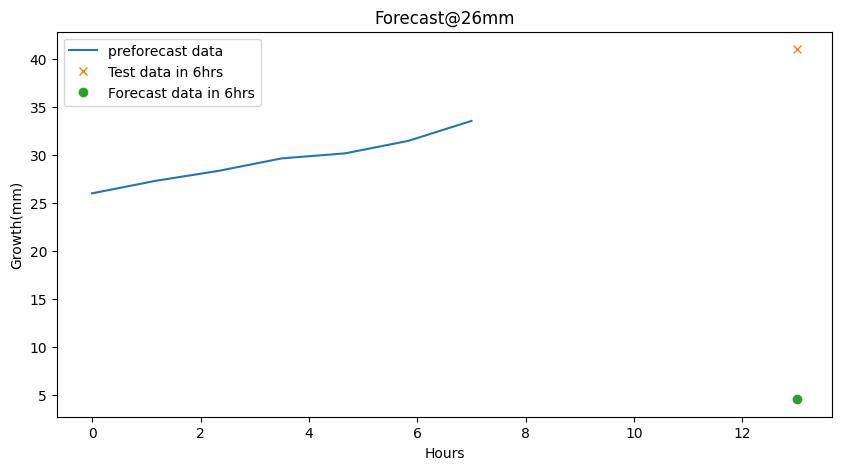 Forecast@26mm
preforecast data
Test data in 6hrs
Forecast data in 6hrs
Growth(mm)
40
35
30
25
20
15
10
5
0 2 4 6 8 10 12
Hours